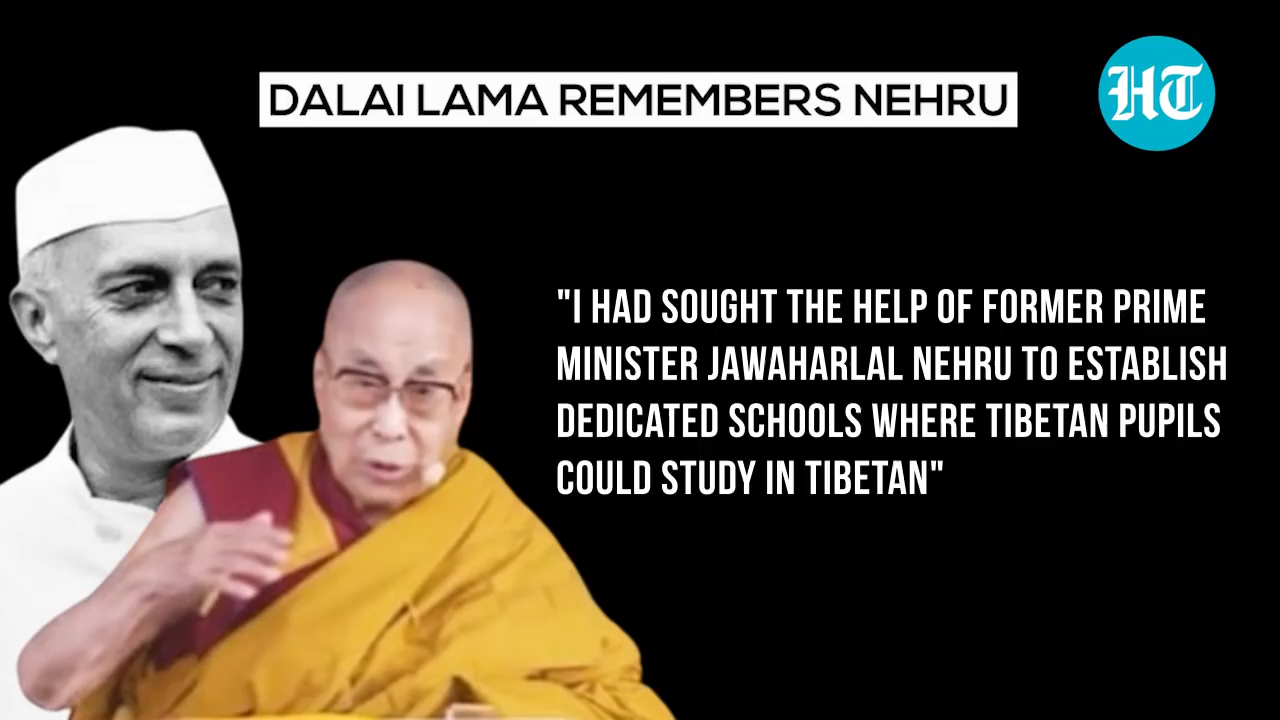 DALAI LAMA REMEMBERS NEHRU
HT
"I HAD SOUGHT THE HELP OF FORMER PRIME
MINISTER JAWAHARLAL NEHRU TO ESTABLISH
DEDICATED SCHOOLS WHERE TIBETAN PUPILS
COULD STUDY IN TIBETAN"